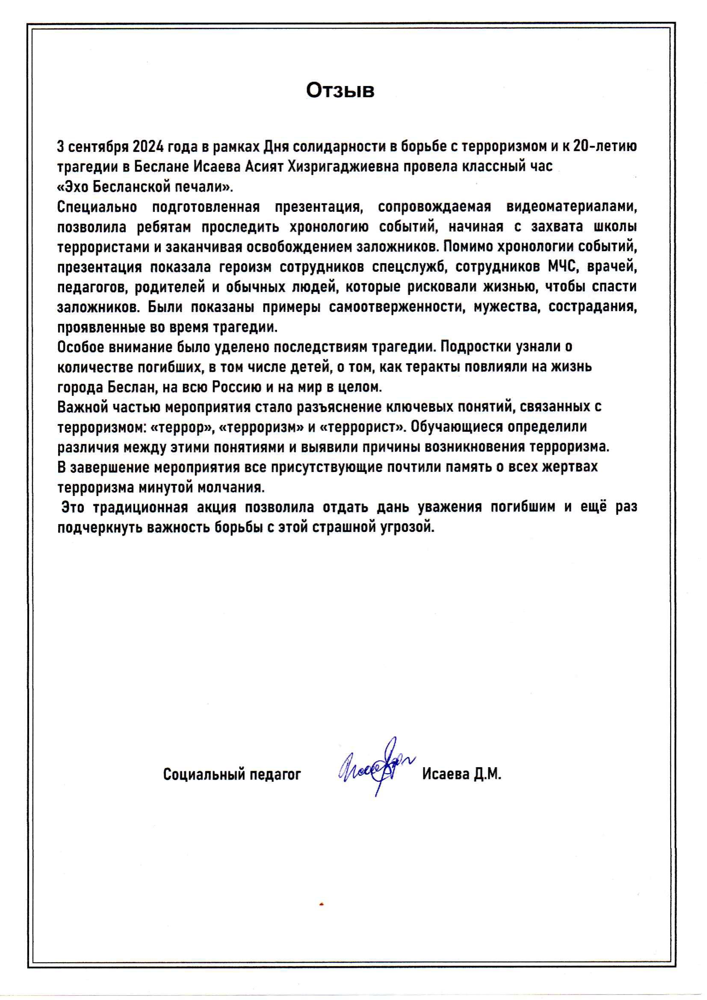 Отзыв
3 сентября 2024 года в рамках Дня солидарности в борьбе с терроризмом и к 20-летию
трагедии в Беслане Исаева Асият Хизригаджиевна провела классный час
«Эхо Бесланской печали».
Специально подготовленная презентация, сопровождаемая видеоматериалами,
позволила ребятам проследить хронологию событий, начиная с захвата школы
террористами и заканчивая освобождением заложников. Помимо хронологии событий,
презентация показала героизм сотрудников спецслужб, сотрудников МЧС, врачей,
педагогов, родителей и обычных людей, которые рисковали жизнью, чтобы спасти
заложников. Были показаны примеры самоотверженности, мужества, сострадания,
проявленные во время трагедии.
Особое внимание было уделено последствиям трагедии. Подростки узнали о
количестве погибших, в том числе детей, о том, как теракты повлияли на жизнь
города Беслан, на всю Россию и на мир в целом.
Важной частью мероприятия стало разъяснение ключевых понятий, связанных с
терроризмом: «террор», «терроризм» и «террорист». Обучающиеся определили
различия между этими понятиями и выявили причины возникновения терроризма.
В завершение мероприятия все присутствующие почтили память о всех жертвах
терроризма минутой молчания.
Это традиционная акция позволила отдать дань уважения погибшим и ещё раз
подчеркнуть важность борьбы с этой страшной угрозой.
Социальный педагог Исаева Д.М.